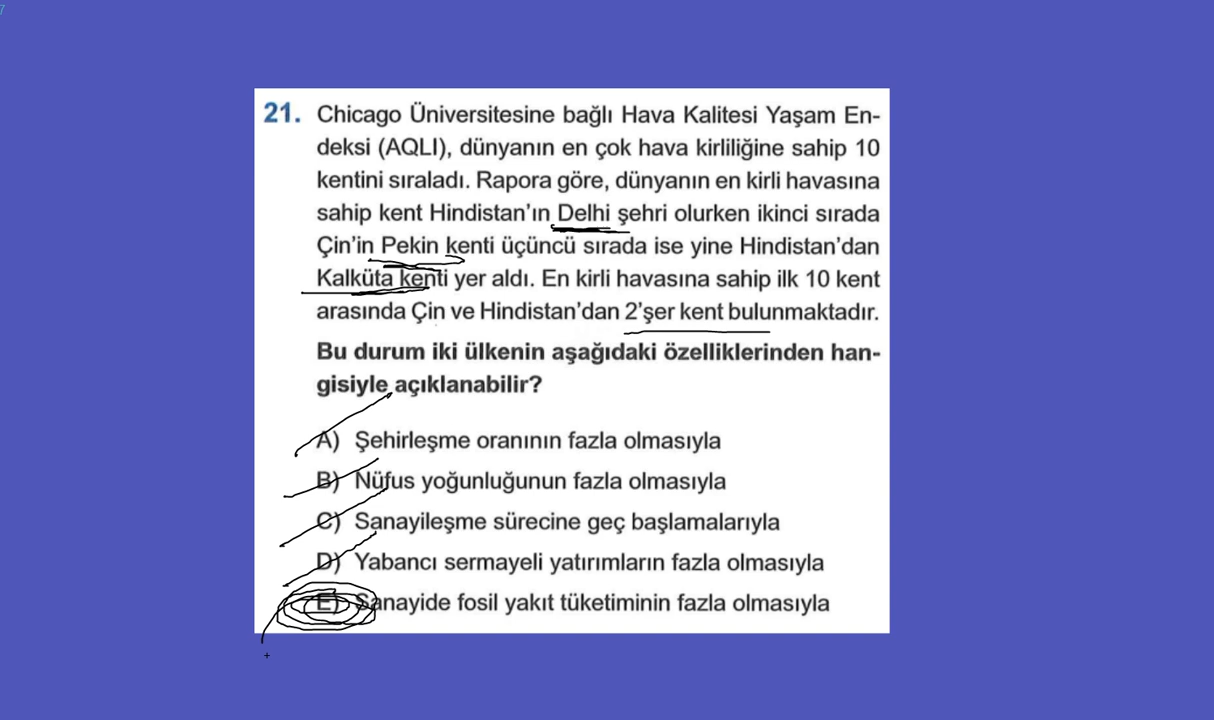 7
21. Chicago Üniversitesine bağlı Hava Kalitesi Yaşam En-
deksi (AQLI), dünyanın en çok hava kirliliğine sahip 10
kentini sıraladı. Rapora göre, dünyanın en kirli havasına
sahip kent Hindistan'ın Delhi şehri olurken ikinci sırada
Çin'in Pekin kenti üçüncü sırada ise yine Hindistan'dan
Kalküta kenti yer aldı. En kirli havasına sahip ilk 10 kent
arasında Çin ve Hindistan'dan 2'şer kent bulunmaktadır.
Bu durum iki ülkenin aşağıdaki özelliklerinden han-
gisiyle açıklanabilir?
A) Şehirleşme oranının fazla olmasıyla
B) Nüfus yoğunluğunun fazla olmasıyla
C) Sanayileşme sürecine geç başlamalarıyla
D) Yabancı sermayeli yatırımların fazla olmasıyla
E) Sanayide fosil yakıt tüketiminin fazla olmasıyla